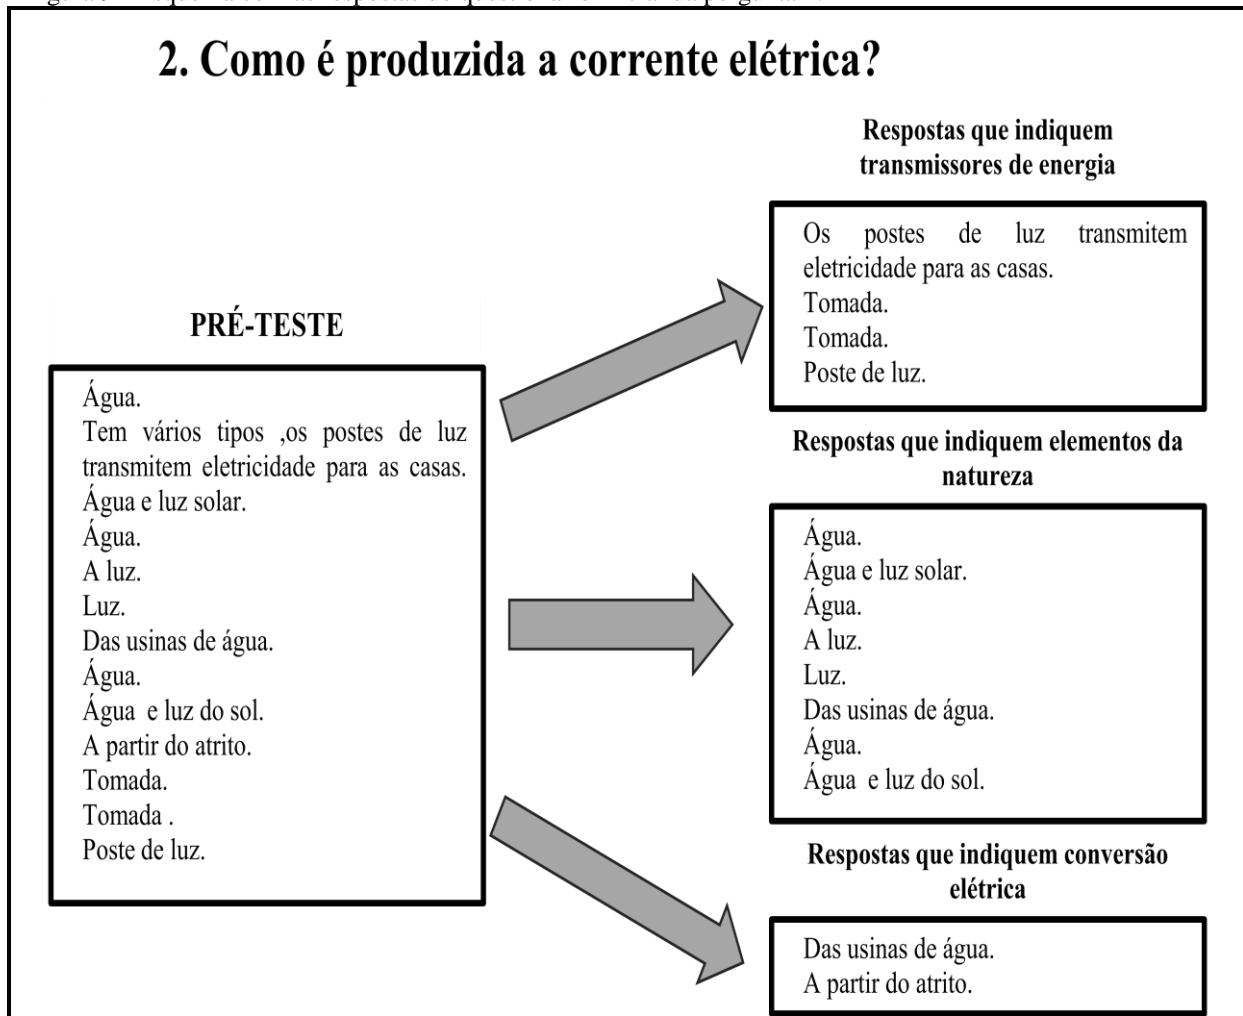 2. Como é produzida a corrente elétrica?
PRÉ-TESTE
Água.
Tem vários tipos ,os postes de luz
transmitem eletricidade para as casas.
Água e luz solar.
Água.
A luz.
Luz.
Das usinas de água.
Água.
Água e luz do sol.
A partir do atrito.
Tomada.
Tomada .
Poste de luz.
Respostas que indiquem
transmissores de energia
Os postes de luz transmitem
eletricidade para as casas.
Tomada.
Tomada.
Poste de luz.
Respostas que indiquem elementos da
natureza
Água.
Água e luz solar.
Água.
A luz.
Luz.
Das usinas de água.
Água.
Água e luz do sol.
Respostas que indiquem conversão
elétrica
Das usinas de água.
A partir do atrito.